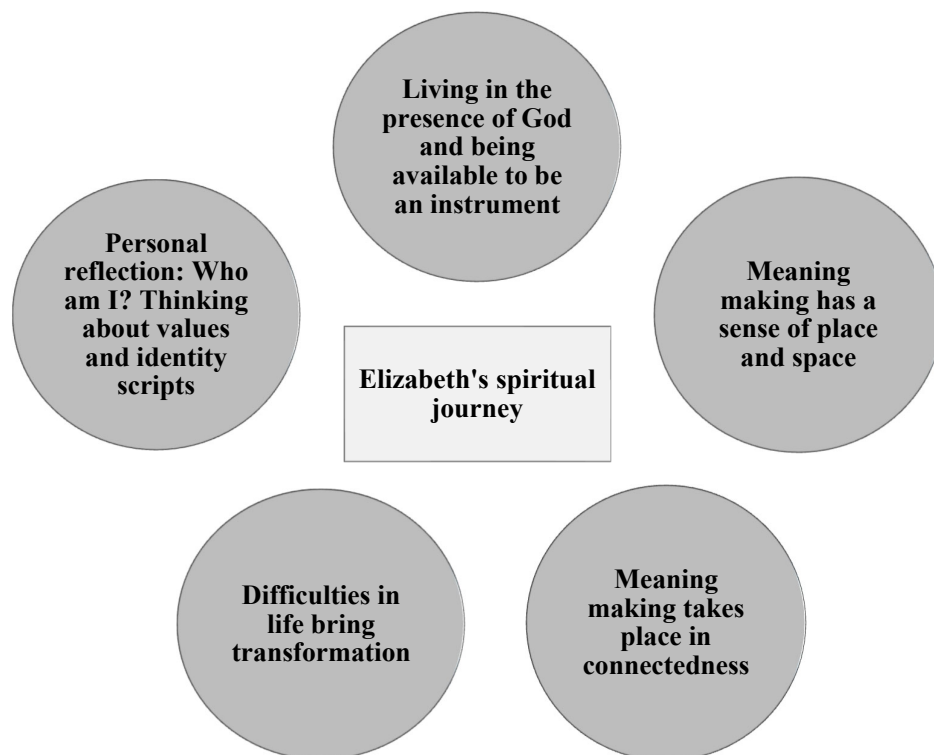 Living in the
presence of God
and being
available to be
an instrument
Personal
reflection: Who
am I? Thinking
about values
and identity
scripts
Meaning
making has a
sense of place
and space
Elizabeth's spiritual
journey
Difficulties in
life bring
transformation
Meaning
making takes
place in
connectedness